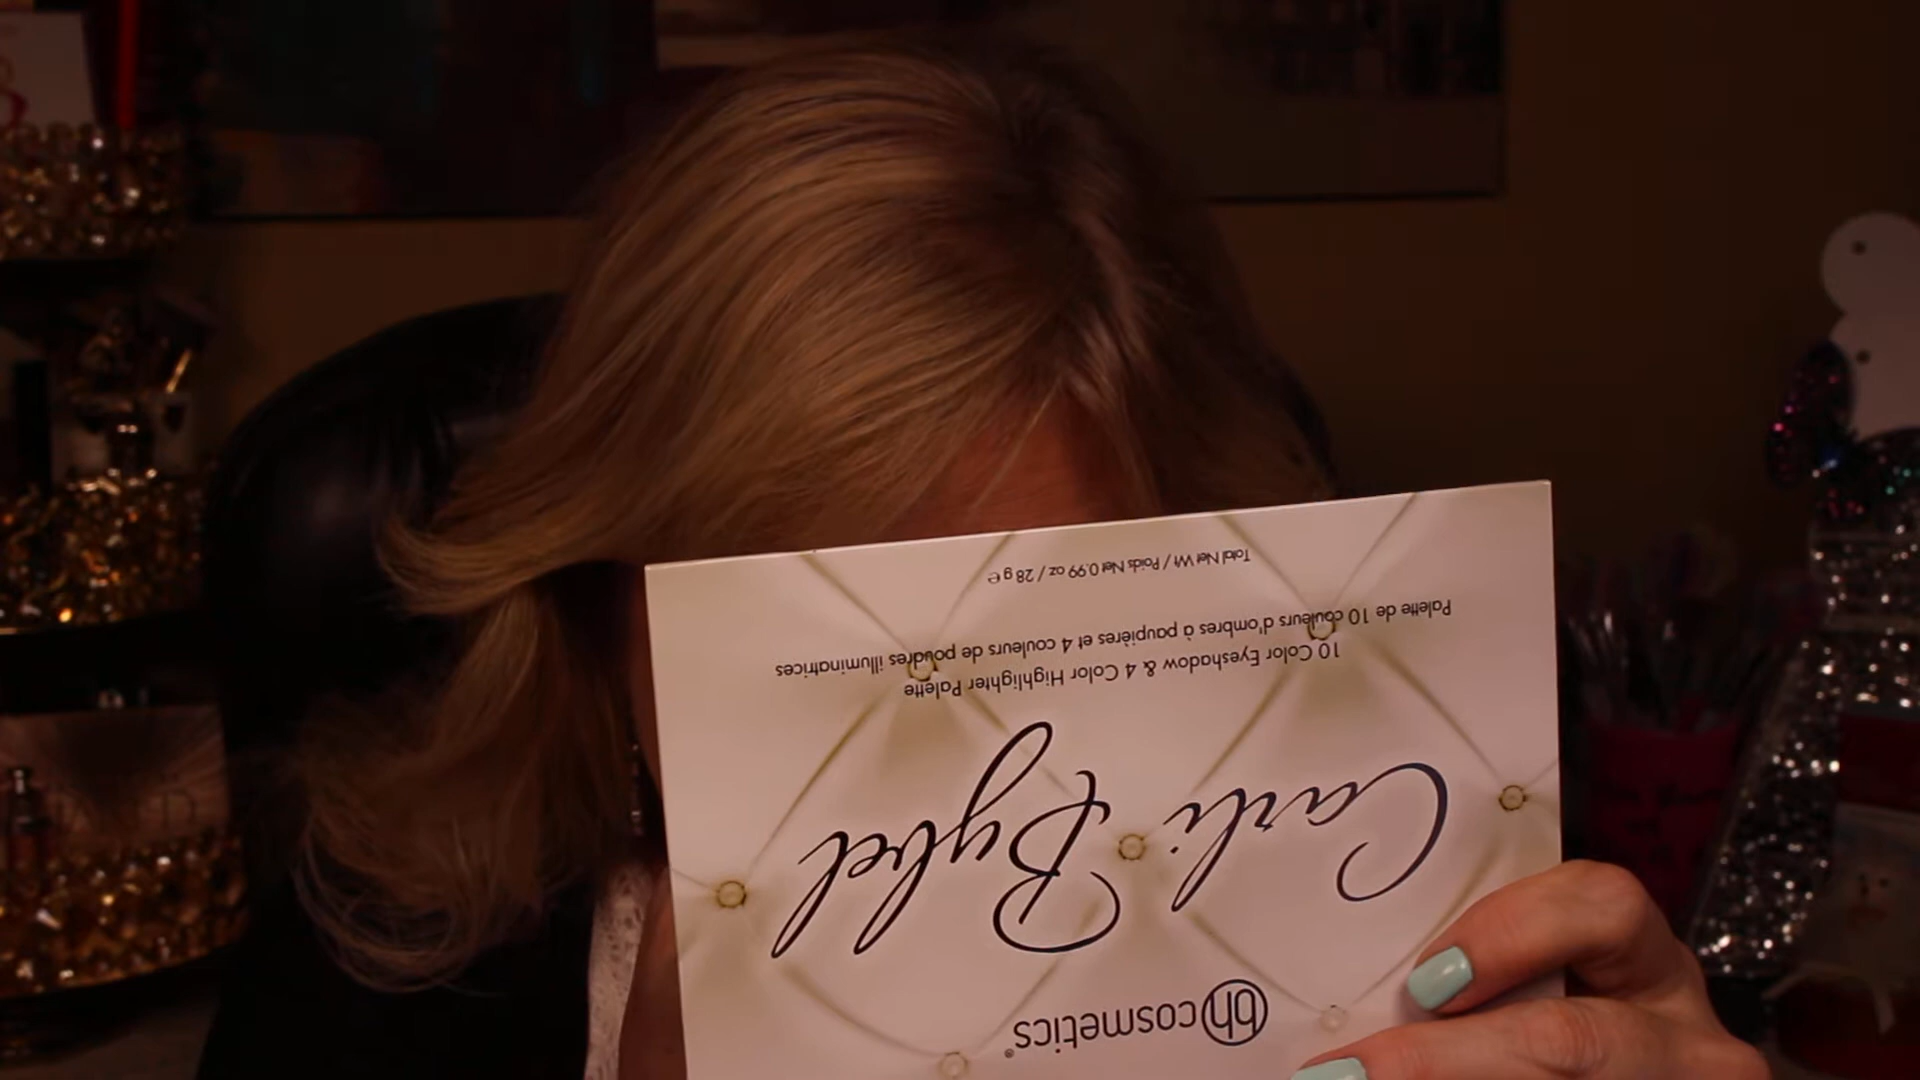 bh cosmetics®
Carli Bybel
10 Color Eyeshadow & 4 Color Highlighter Palette
Palette de 10 couleurs d'ombres à paupières et 4 couleurs de poudres illuminatrices
Total Net Wt / Poids Net 0.99 oz / 28 g ℮